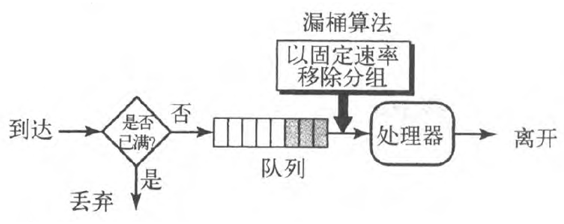 漏桶算法
以固定速率
移除分组
到达
是否
已满?
否
是
丢弃
队列
处理器
离开